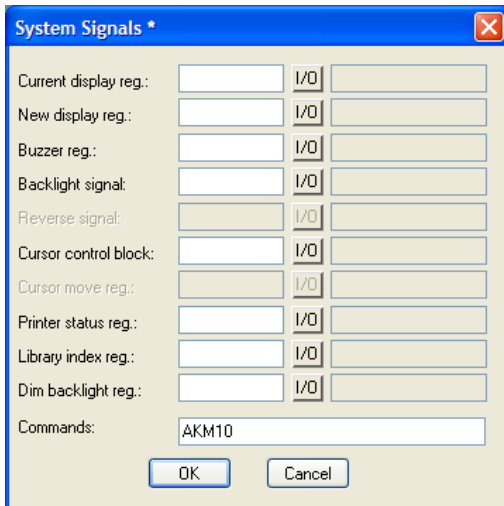 System Signals *
Current display reg.: I/O
New display reg.: I/O
Buzzer reg.: I/O
Backlight signal: I/O
Reverse signal: I/O
Cursor control block: I/O
Cursor move reg.: I/O
Printer status reg.: I/O
Library index reg.: I/O
Dim backlight reg.: I/O
Commands: AKM10
OK Cancel